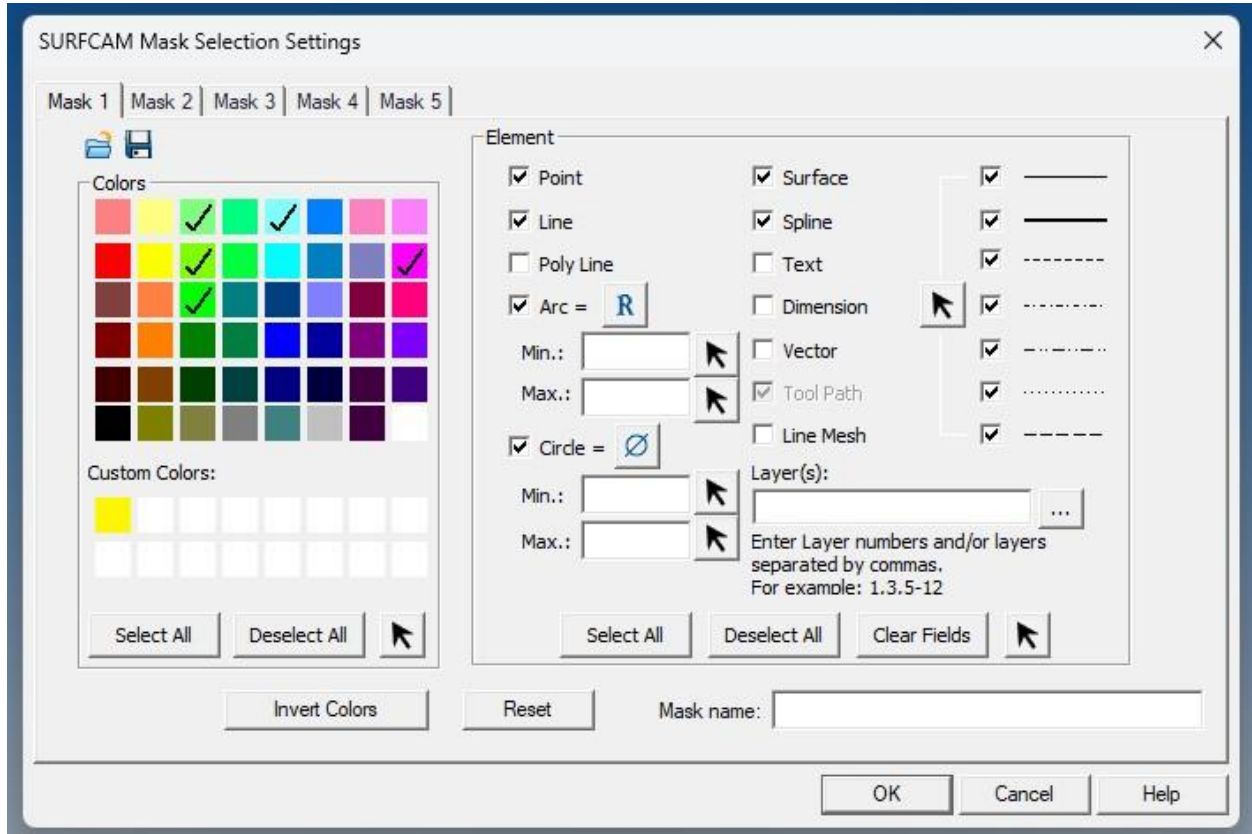 SURFCAM Mask Selection Settings
Mask 1 Mask 2 Mask 3 Mask 4 Mask 5
Colors
Custom Colors:
Select All Deselect All
Element
Point
Line
Poly Line
Arc = R
Min.:
Max.:
Circle = Ø
Min.:
Max.:
Surface
Spline
Text
Dimension
Vector
Tool Path
Line Mesh
Layer(s):
...
Enter Layer numbers and/or layers
separated by commas.
For example: 1.3.5-12
Select All Deselect All Clear Fields
Invert Colors Reset Mask name:
OK Cancel Help